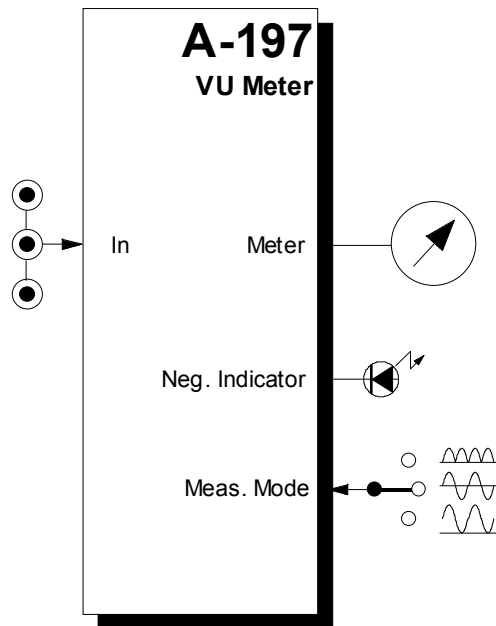 A-197
VU Meter
In
Meter
Neg. Indicator
Meas. Mode